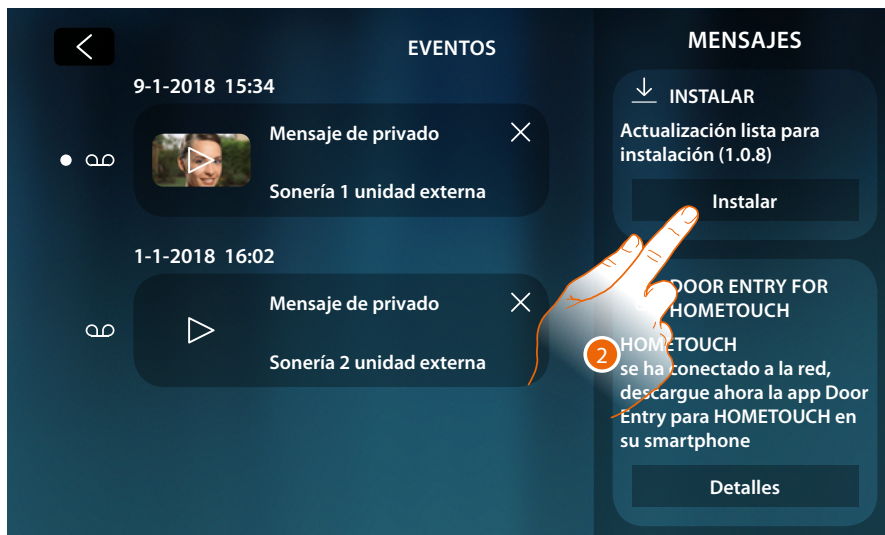 EVENTOS
9-1-2018 15:34
Mensaje de privado
Sonería 1 unidad externa
1-1-2018 16:02
Mensaje de privado
Sonería 2 unidad externa
MENSAJES
INSTALAR
Actualización lista para
instalación (1.0.8)
Instalar
DOOR ENTRY FOR
HOMETOUCH
2
HOMETOUCH
se ha conectado a la red,
descargue ahora la app Door
Entry para HOMETOUCH en
su smartphone
Detalles